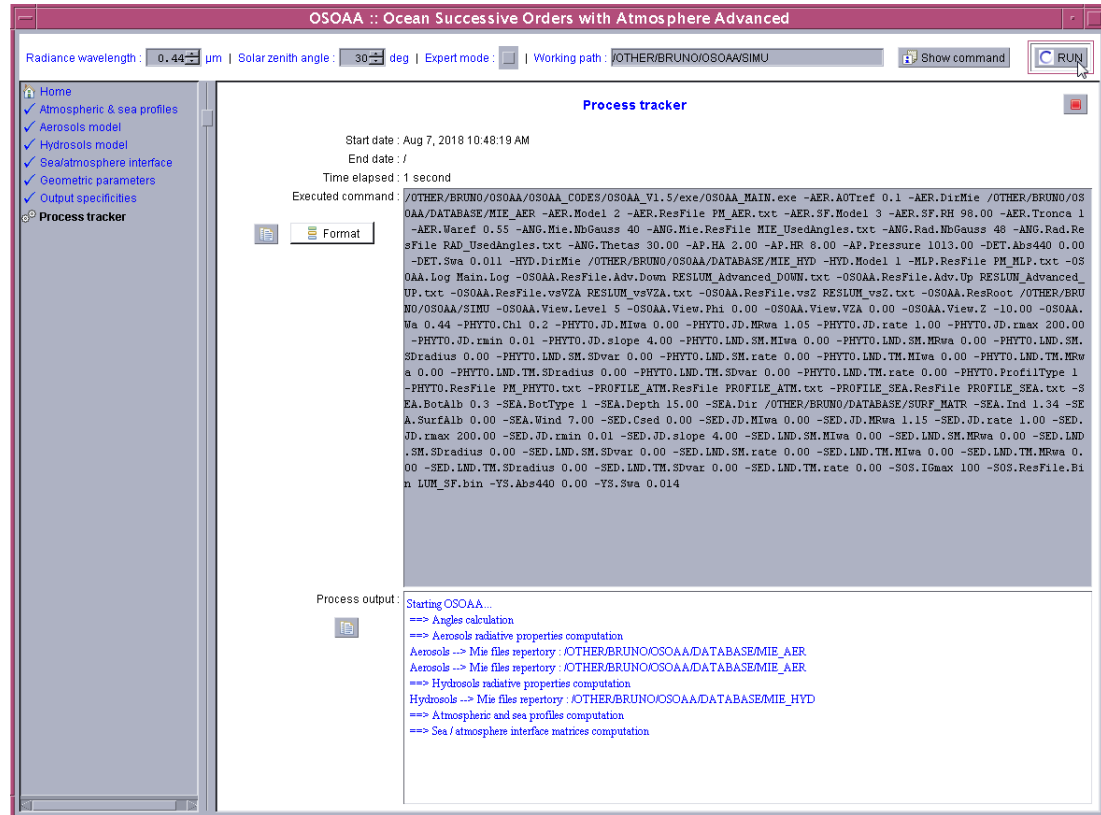 OSOAA :: Ocean Successive Orders with Atmosphere Advanced
Radiance wavelength : 0.44 µm | Solar zenith angle : 30 deg | Expert mode : | Working path : /OTHER/BRUNO/OSOAA/SIMU Show command RUN
Home
Atmospheric & sea profiles
Aerosols model
Hydrosols model
Sea/atmosphere interface
Geometric parameters
Output specificities
Process tracker
Process tracker
Start date : Aug 7, 2018 10:48:19 AM
End date : /
Time elapsed : 1 second
Executed command :
Format
/OTHER/BRUNO/OSOAA/OSOAA_CODES/OSOAA_V1.5/exe/OSOAA_MAIN.exe -AER.AOTref 0.1 -AER.DirMie /OTHER/BRUNO/OS
OAA/DATABASE/MIE_AER -AER.Model 2 -AER.ResFile PM_AER.txt -AER.SF.Model 3 -AER.SF.RH 98.00 -AER.Tronca 1
-AER.Waref 0.55 -ANG.Mie.NbGauss 40 -ANG.Mie.ResFile MIE_UsedAngles.txt -ANG.Rad.NbGauss 48 -ANG.Rad.Re
sFile RAD_UsedAngles.txt -ANG.Thetas 30.00 -AP.HA 2.00 -AP.HR 8.00 -AP.Pressure 1013.00 -DET.Abs440 0.00
-DET.Swa 0.011 -HYD.DirMie /OTHER/BRUNO/OSOAA/DATABASE/MIE_HYD -HYD.Model 1 -MLP.ResFile PM_MLP.txt -OS
OAA.Log Main.Log -OSOAA.ResFile.Adv.Down RESLUM_Advanced_DOWN.txt -OSOAA.ResFile.Adv.Up RESLUN_Advanced_
UP.txt -OSOAA.ResFile.vsVZA RESLUM_vsVZA.txt -OSOAA.ResFile.vsZ RESLUM_vsZ.txt -OSOAA.ResRoot /OTHER/BRU
NO/OSOAA/SIMU -OSOAA.View.Level 5 -OSOAA.View.Phi 0.00 -OSOAA.View.VZA 0.00 -OSOAA.View.Z -10.00 -OSOAA.
Wa 0.44 -PHYTO.Chl 0.2 -PHYTO.JD.MIwa 0.00 -PHYTO.JD.MRwa 1.05 -PHYTO.JD.rate 1.00 -PHYTO.JD.rmax 200.00
-PHYTO.JD.rmin 0.01 -PHYTO.JD.slope 4.00 -PHYTO.LND.SM.MIwa 0.00 -PHYTO.LND.SM.MRwa 0.00 -PHYTO.LND.SM.
SDradius 0.00 -PHYTO.LND.SM.SDvar 0.00 -PHYTO.LND.SM.rate 0.00 -PHYTO.LND.TM.MIwa 0.00 -PHYTO.LND.TM.MRw
a 0.00 -PHYTO.LND.TM.SDradius 0.00 -PHYTO.LND.TM.SDvar 0.00 -PHYTO.LND.TM.rate 0.00 -PHYTO.ProfilType 1
-PHYTO.ResFile PM_PHYTO.txt -PROFILE_ATM.ResFile PROFILE_ATM.txt -PROFILE_SEA.ResFile PROFILE_SEA.txt -S
EA.BotAlb 0.3 -SEA.BotType 1 -SEA.Depth 15.00 -SEA.Dir /OTHER/BRUNO/DATABASE/SURF_MATR -SEA.Ind 1.34 -SE
A.SurfAlb 0.00 -SEA.Wind 7.00 -SED.Csed 0.00 -SED.JD.MIwa 0.00 -SED.JD.MRwa 1.15 -SED.JD.rate 1.00 -SED.
JD.rmax 200.00 -SED.JD.rmin 0.01 -SED.JD.slope 4.00 -SED.LND.SM.MIwa 0.00 -SED.LND.SM.MRwa 0.00 -SED.LND
.SM.SDradius 0.00 -SED.LND.SM.SDvar 0.00 -SED.LND.SM.rate 0.00 -SED.LND.TM.MIwa 0.00 -SED.LND.TM.MRwa 0.
00 -SED.LND.TM.SDradius 0.00 -SED.LND.TM.SDvar 0.00 -SED.LND.TM.rate 0.00 -SOS.IGmax 100 -SOS.ResFile.Bi
n LUM_SF.bin -YS.Abs440 0.00 -YS.Swa 0.014
Process output :
Starting OSOAA...
==> Angles calculation
==> Aerosols radiative properties computation
Aerosols --> Mie files repertory : /OTHER/BRUNO/OSOAA/DATABASE/MIE_AER
Aerosols --> Mie files repertory : /OTHER/BRUNO/OSOAA/DATABASE/MIE_AER
==> Hydrosols radiative properties computation
Hydrosols --> Mie files repertory : /OTHER/BRUNO/OSOAA/DATABASE/MIE_HYD
==> Atmospheric and sea profiles computation
==> Sea / atmosphere interface matrices computation